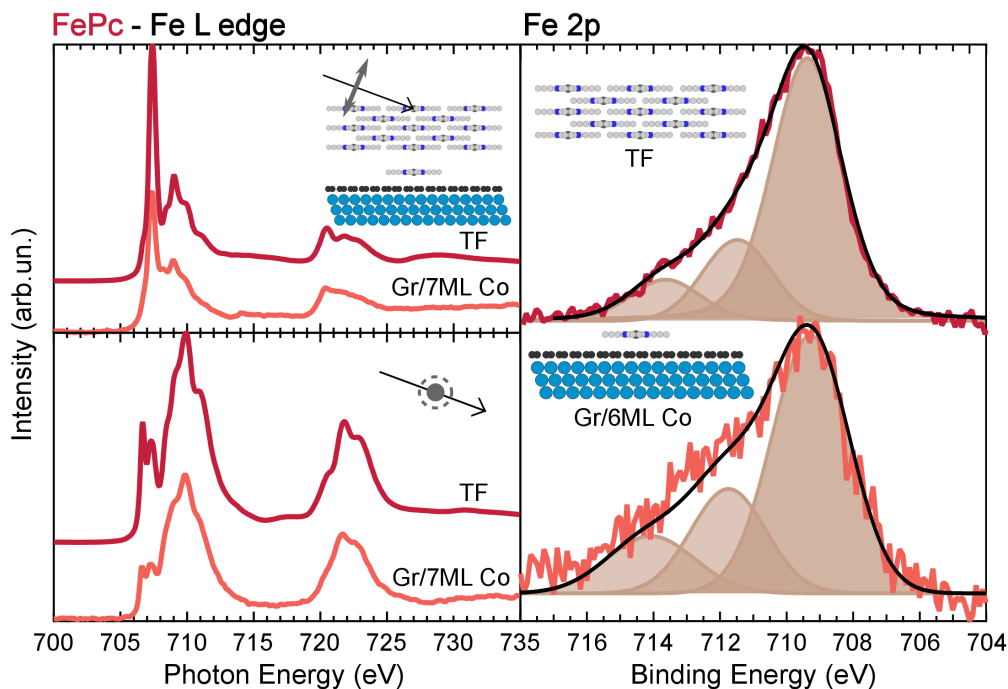 FePc - Fe L edge
Fe 2p
Intensity (arb.un.)
TF
Gr/7ML Co
TF
Gr/7ML Co
700 705 710 715 720 725 730 735
Photon Energy (eV)
TF
Gr/6ML Co
716 714 712 710 708 706 704
Binding Energy (eV)